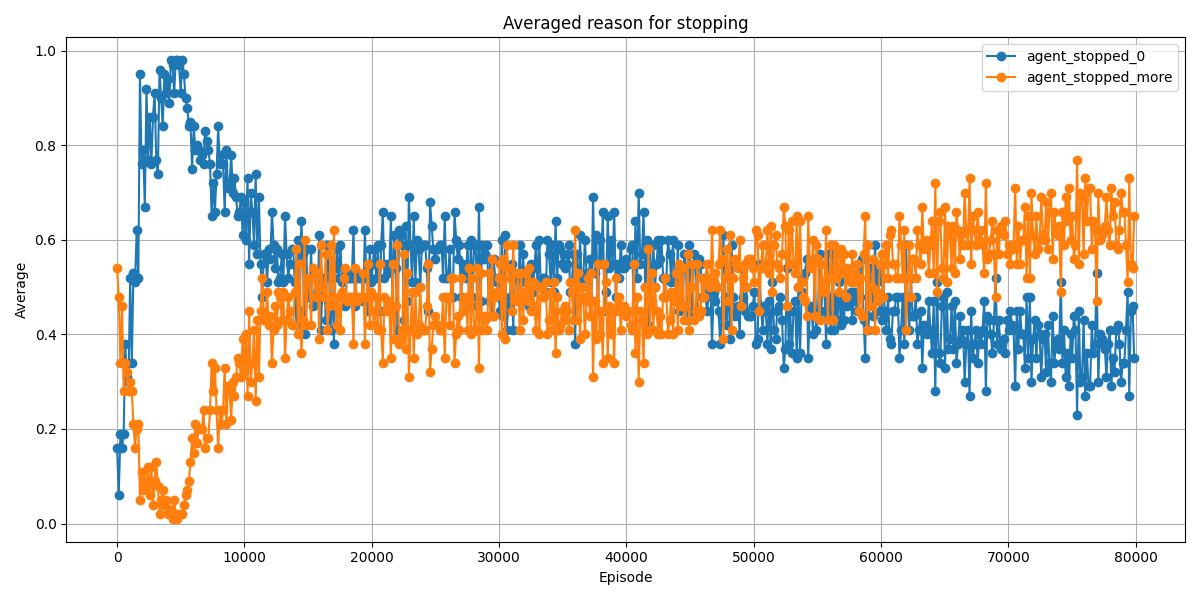 Averaged reason for stopping
agent_stopped_0
agent_stopped_more
Average
1.0
0.8
0.6
0.4
0.2
0.0
0 10000 20000 30000 40000 50000 60000 70000 80000
Episode